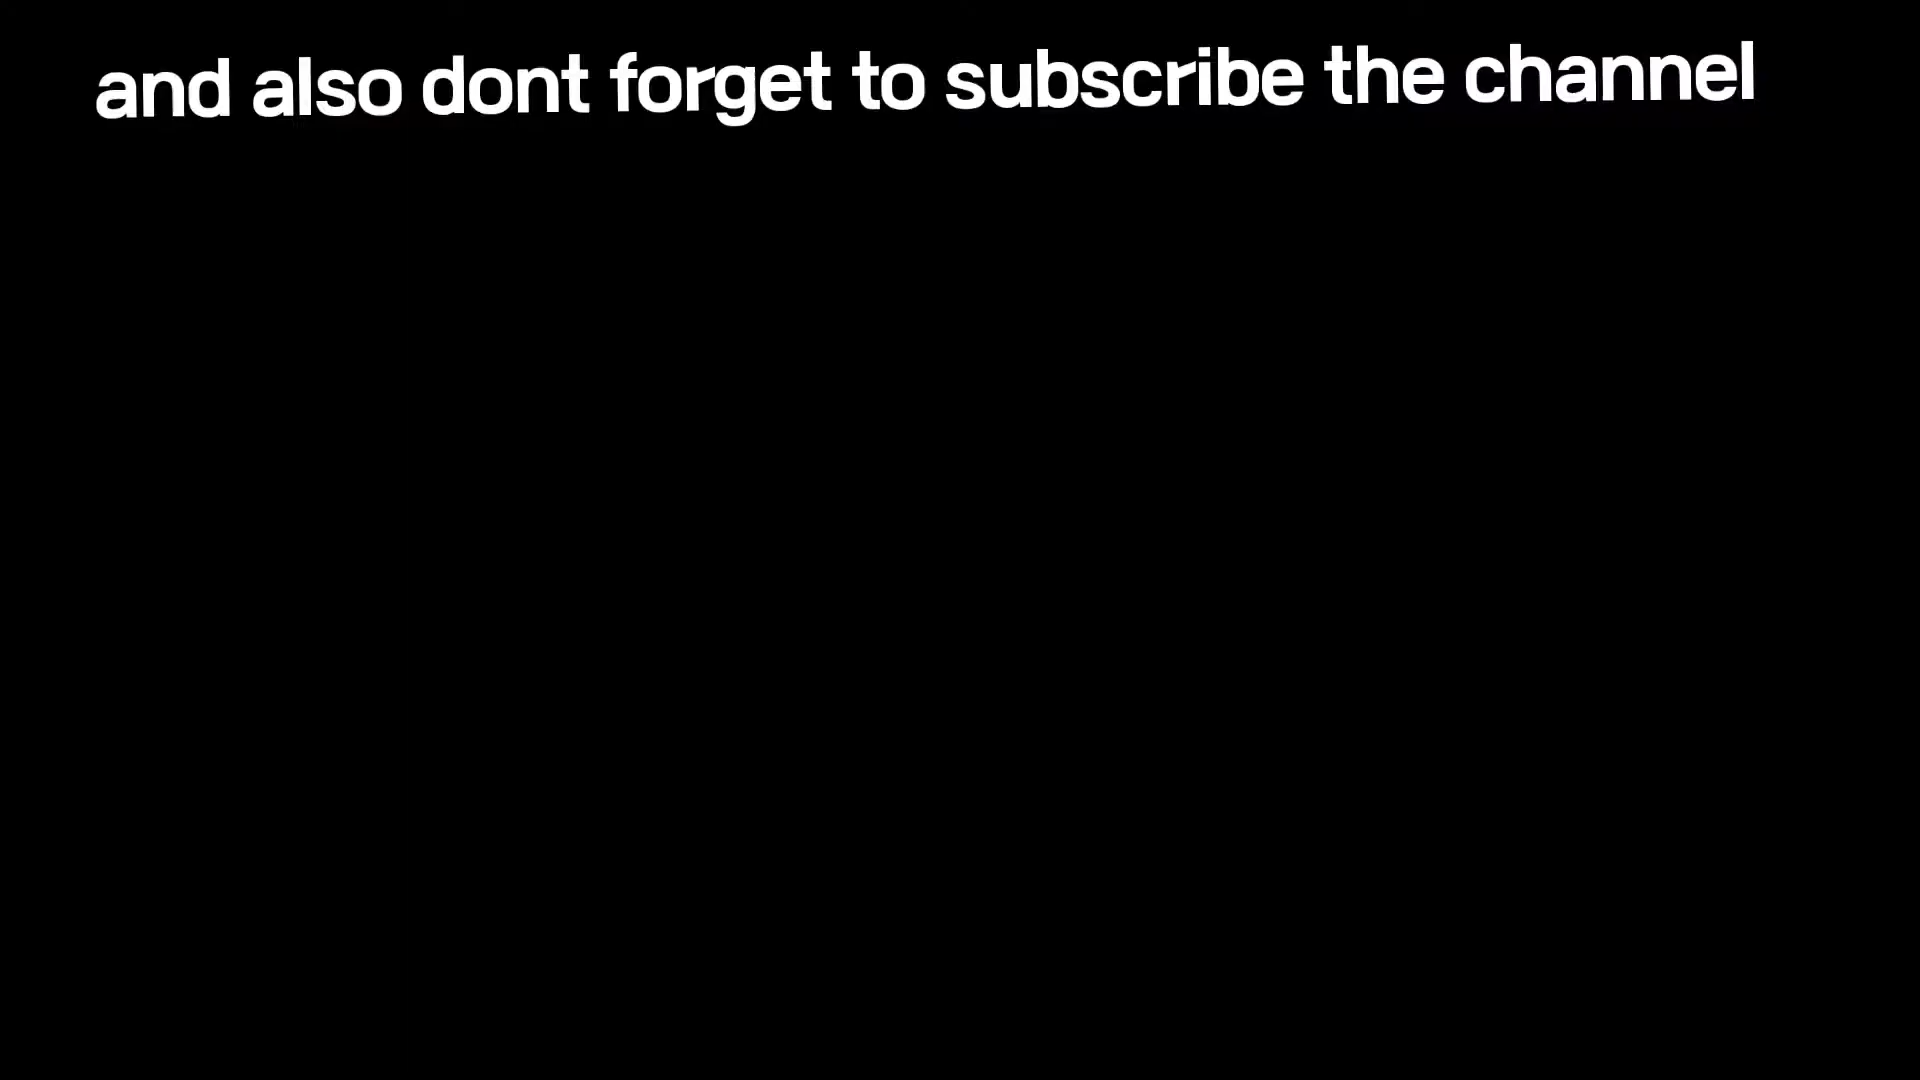 and also dont forget to subscribe the channel